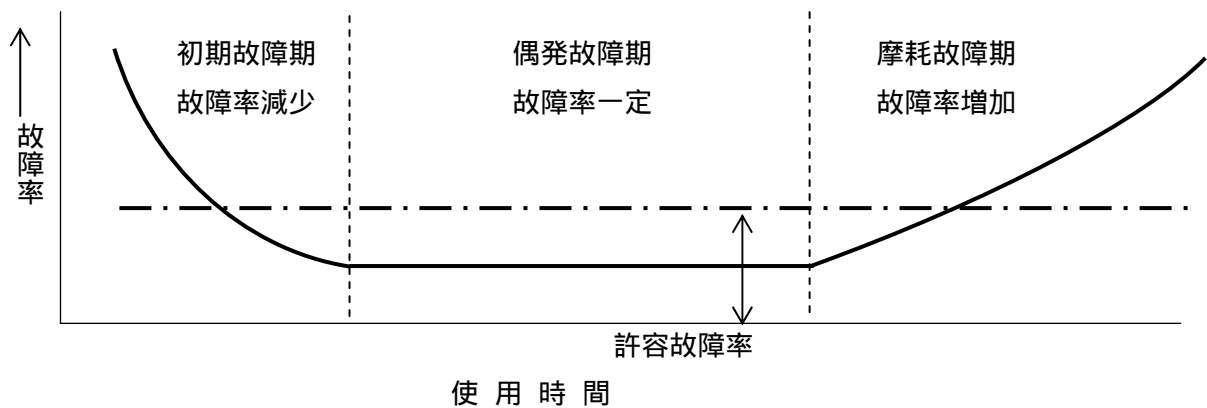 初期故障期
故障率減少
偶発故障期
故障率一定
摩耗故障期
故障率増加
故障率
許容故障率
使用時間